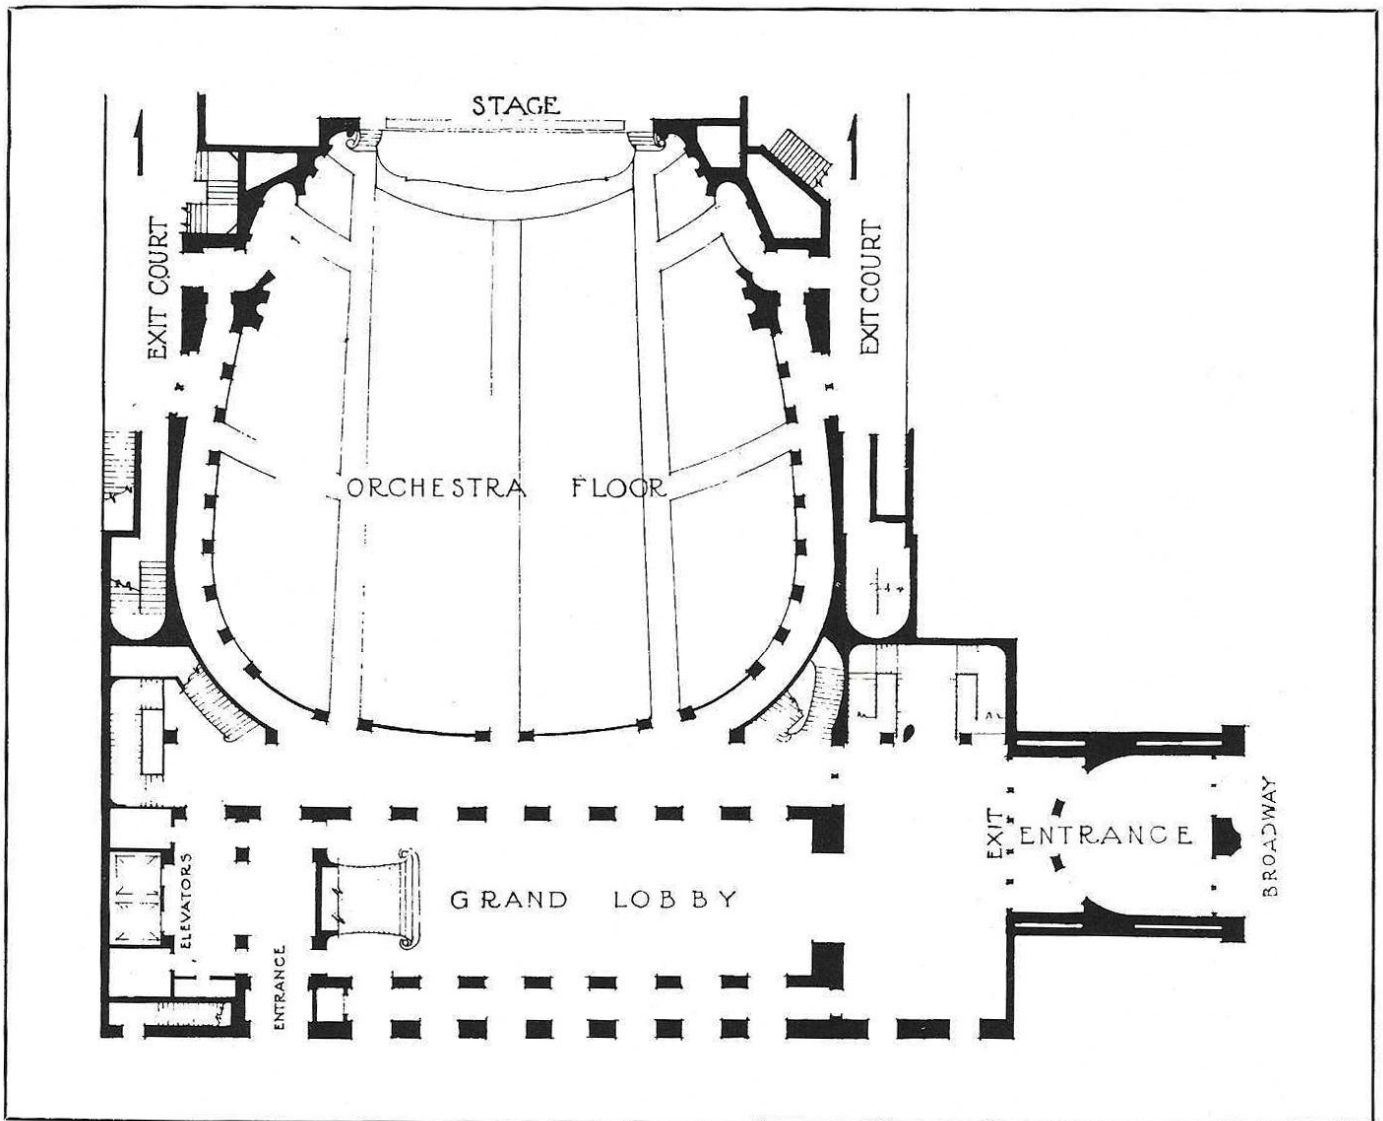 STAGE
EXIT COURT
EXIT COURT
ORCHESTRA FLOOR
EXIT
ENTRANCE
BROADWAY
ELEVATORS
GRAND LOBBY
ENTRANCE